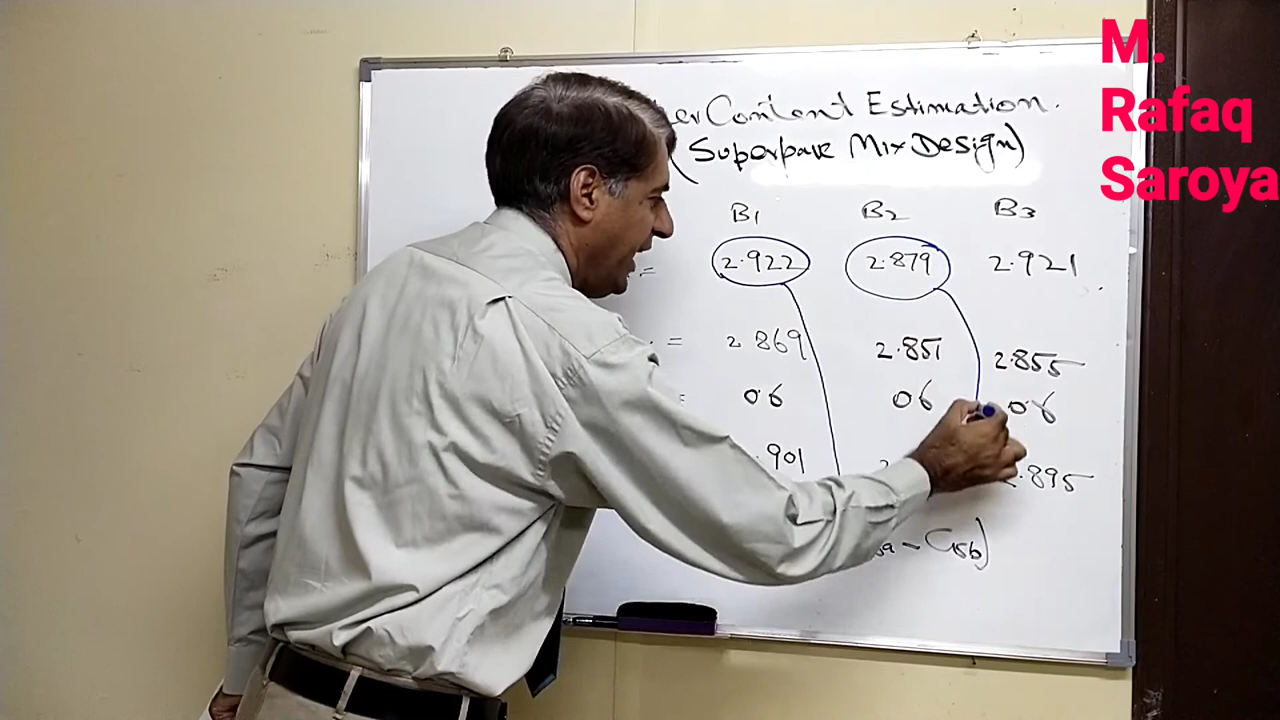 M.
Rafaq
Saroya
Content Estimation.
(Superpave Mix Design)
B1 B2 B3
= 2.922 2.879 2.921
= 2.869 2.851 2.855
= 0.6 0.6 0.6
.901 .895
- Gsb)